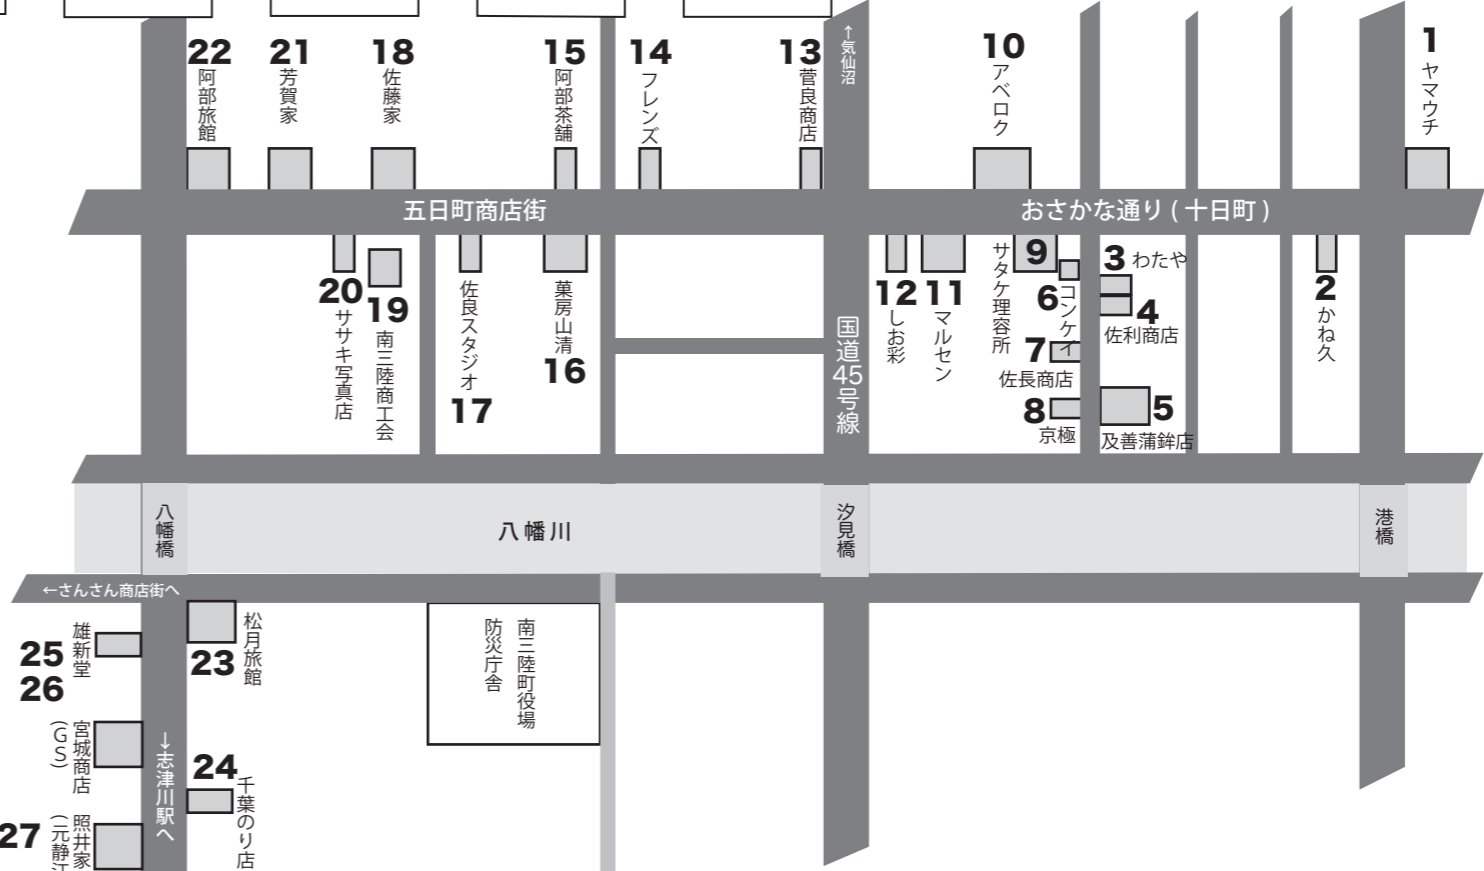 22
阿部旅館
21
芳賀家
18
佐藤家
15
阿部茶舗
14
フレンズ
13
菅良商店
↑気仙沼
10
アベロク
1
ヤマウチ
五日町商店街
おさかな通り(十日町)
20
ササキ写真店
19
南三陸商工会
佐良スタジオ
17
菓房山清
16
国道45号線
12
しお彩
11
マルセン
9
サタケ理容所
6
コンケイ
3
わたや
4
佐利商店
7
佐長商店
8
京極
5
及善蒲鉾店
2
かね久
八幡橋
八幡川
汐見橋
港橋
←さんさん商店街へ
25
雄新堂
26
23
松月旅館
南三陸町役場
防災庁舎
宮城商店
(GS)
↓志津川駅へ
24
千葉のり店
27
照井家
(元静江